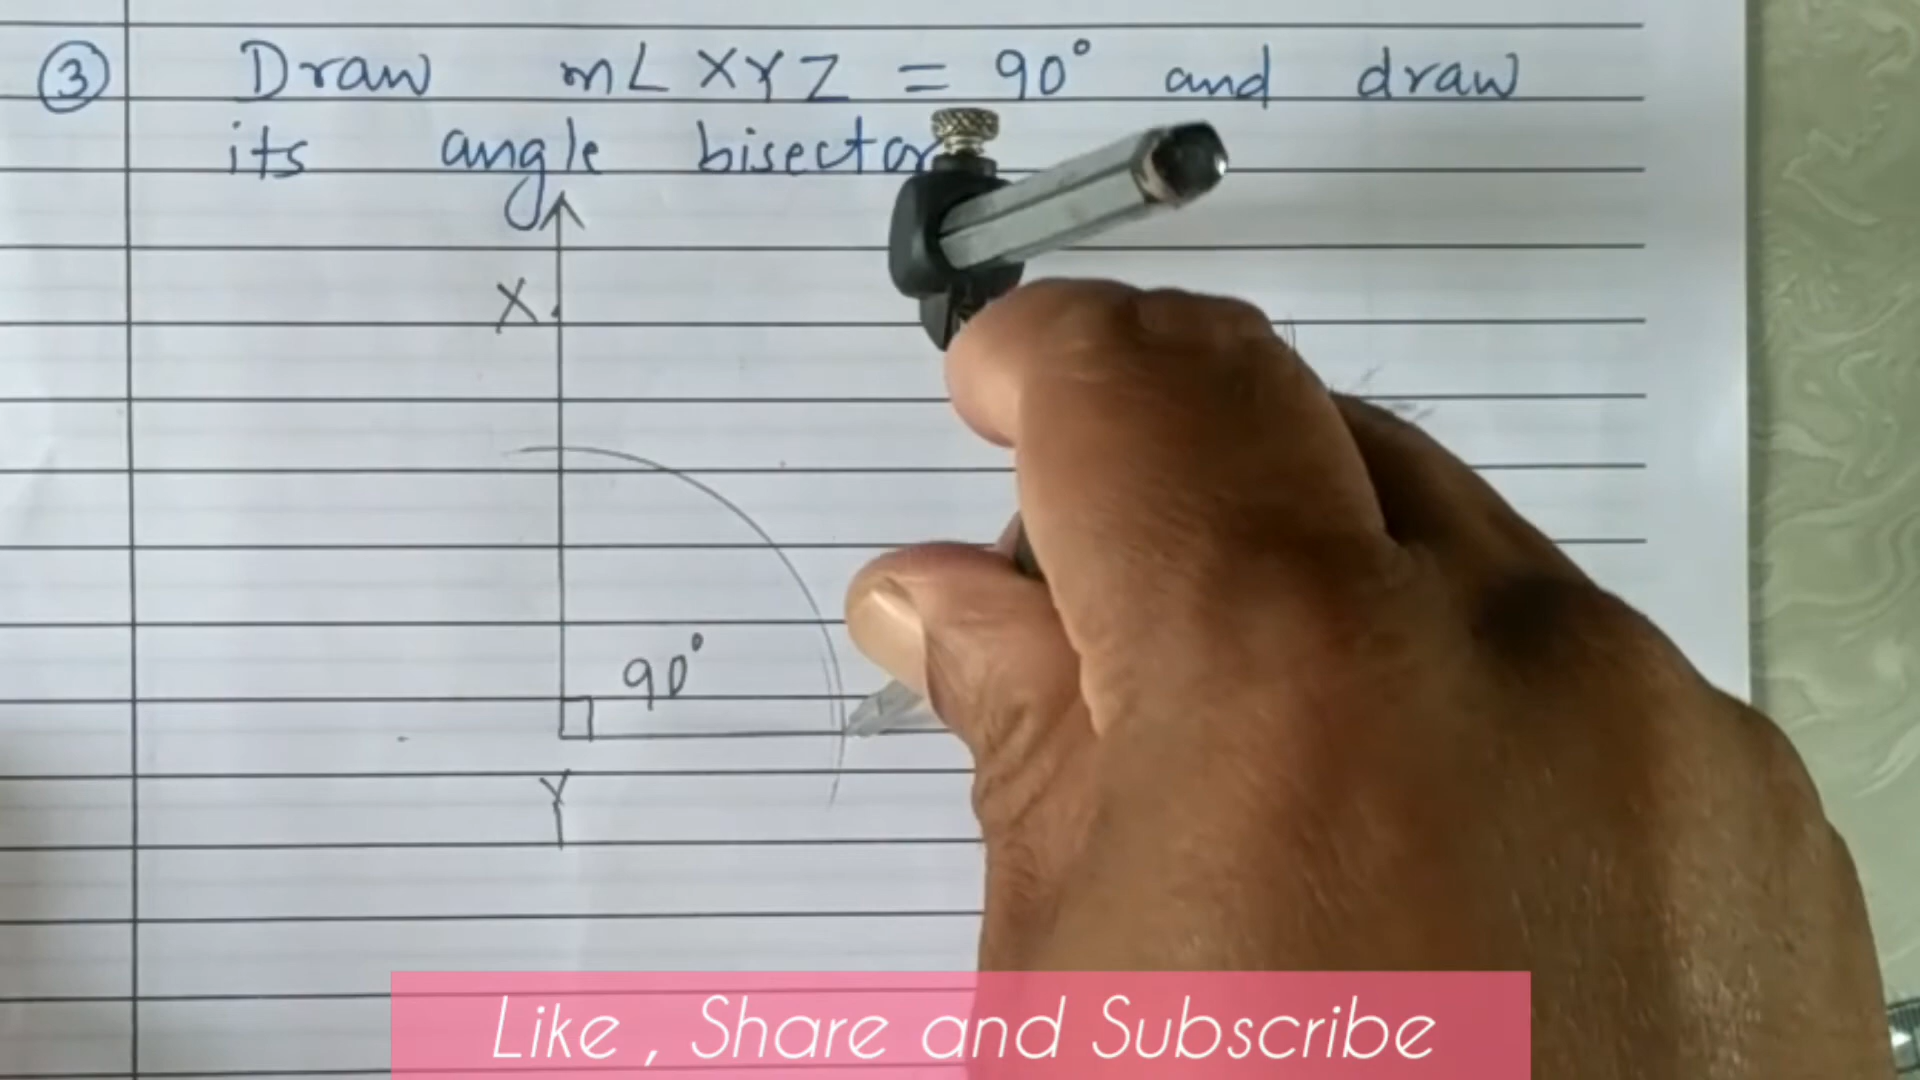 ③ Draw m∠XYZ = 90° and draw
its angle bisector
X
90°
Y
Like, Share and Subscribe